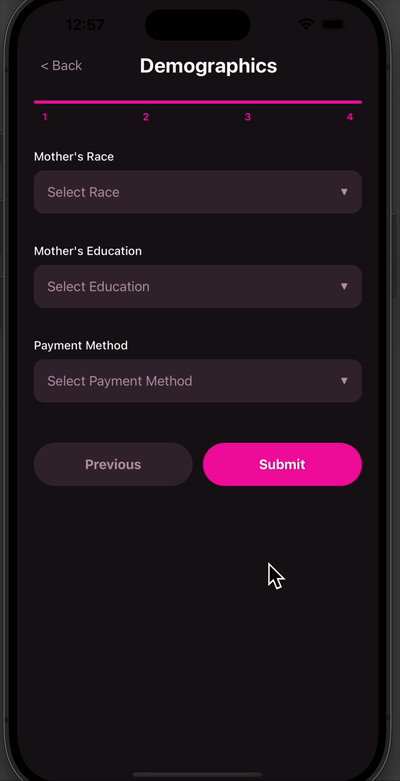 12:57
< Back
Demographics
1 2 3 4
Mother's Race
Select Race ▼
Mother's Education
Select Education ▼
Payment Method
Select Payment Method ▼
Previous Submit